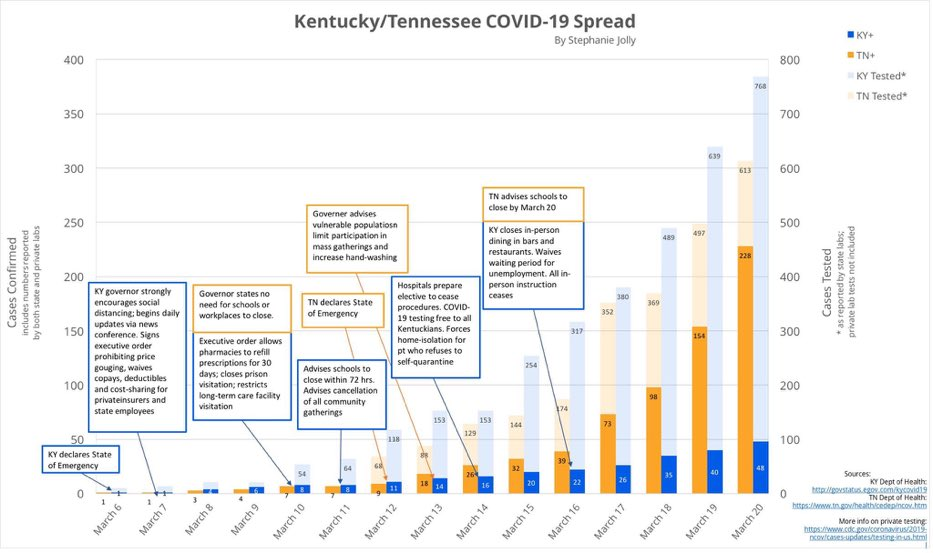 Kentucky/Tennessee COVID-19 Spread
By Stephanie Jolly
KY+
TN+
KY Tested*
TN Tested*
400
350
300
250
200
150
100
50
0
Cases Confirmed
includes numbers reported
by both state and private labs
800
700
600
500
400
300
200
100
0
Cases Tested
* as reported by state labs;
private lab tests not included
KY declares State
of Emergency
KY governor strongly
encourages social
distancing; begins daily
updates via news
conference. Signs
executive order
prohibiting price
gouging, waives
copays, deductibles
and cost-sharing for
privateinsurers and
state employees
Governor states no
need for schools or
workplaces to close.
Executive order allows
pharmacies to refill
prescriptions for 30
days; closes prison
visitation; restricts
long-term care facility
visitation
TN declares State
of Emergency
Advises schools to
close within 72 hrs.
Advises cancellation
of all community
gatherings
Governer advises
vulnerable populatiosn
limit participation in
mass gatherings and
increase hand-washing
Hospitals prepare
elective to cease
procedures. COVID-
19 testing free to all
Kentuckians. Forces
home-isolation for
pt who refuses to
self-quarantine
TN advises schools to
close by March 20
KY closes in-person
dining in bars and
restaurants. Waives
waiting period for
unemployment. All in-
person instruction
ceases
54
64
118
153
153
254
317
380
489
639
768
68
88
129
144
174
352
369
497
613
1
1
3
4
7
7
9
18
26
32
39
73
98
154
228
1
1
6
8
8
11
14
16
20
22
26
35
40
48
March 6
March 7
March 8
March 9
March 10
March 11
March 12
March 13
March 14
March 15
March 16
March 17
March 18
March 19
March 20
Sources:
KY Dept of Health:
http://govstatus.egov.com/kycovid19
TN Dept of Health:
https://www.tn.gov/health/cedep/ncov.htm
More info on private testing:
https://www.cdc.gov/coronavirus/2019-
ncov/cases-updates/testing-in-us.html